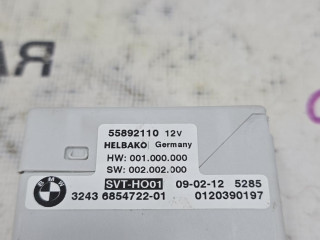 55892110 12V
HELBAKO Germany
HW: 001.000.000
SW: 002.002.000
SVT-HO01 09-02-12 5285
3243 6854722-01 0120390197
BMW